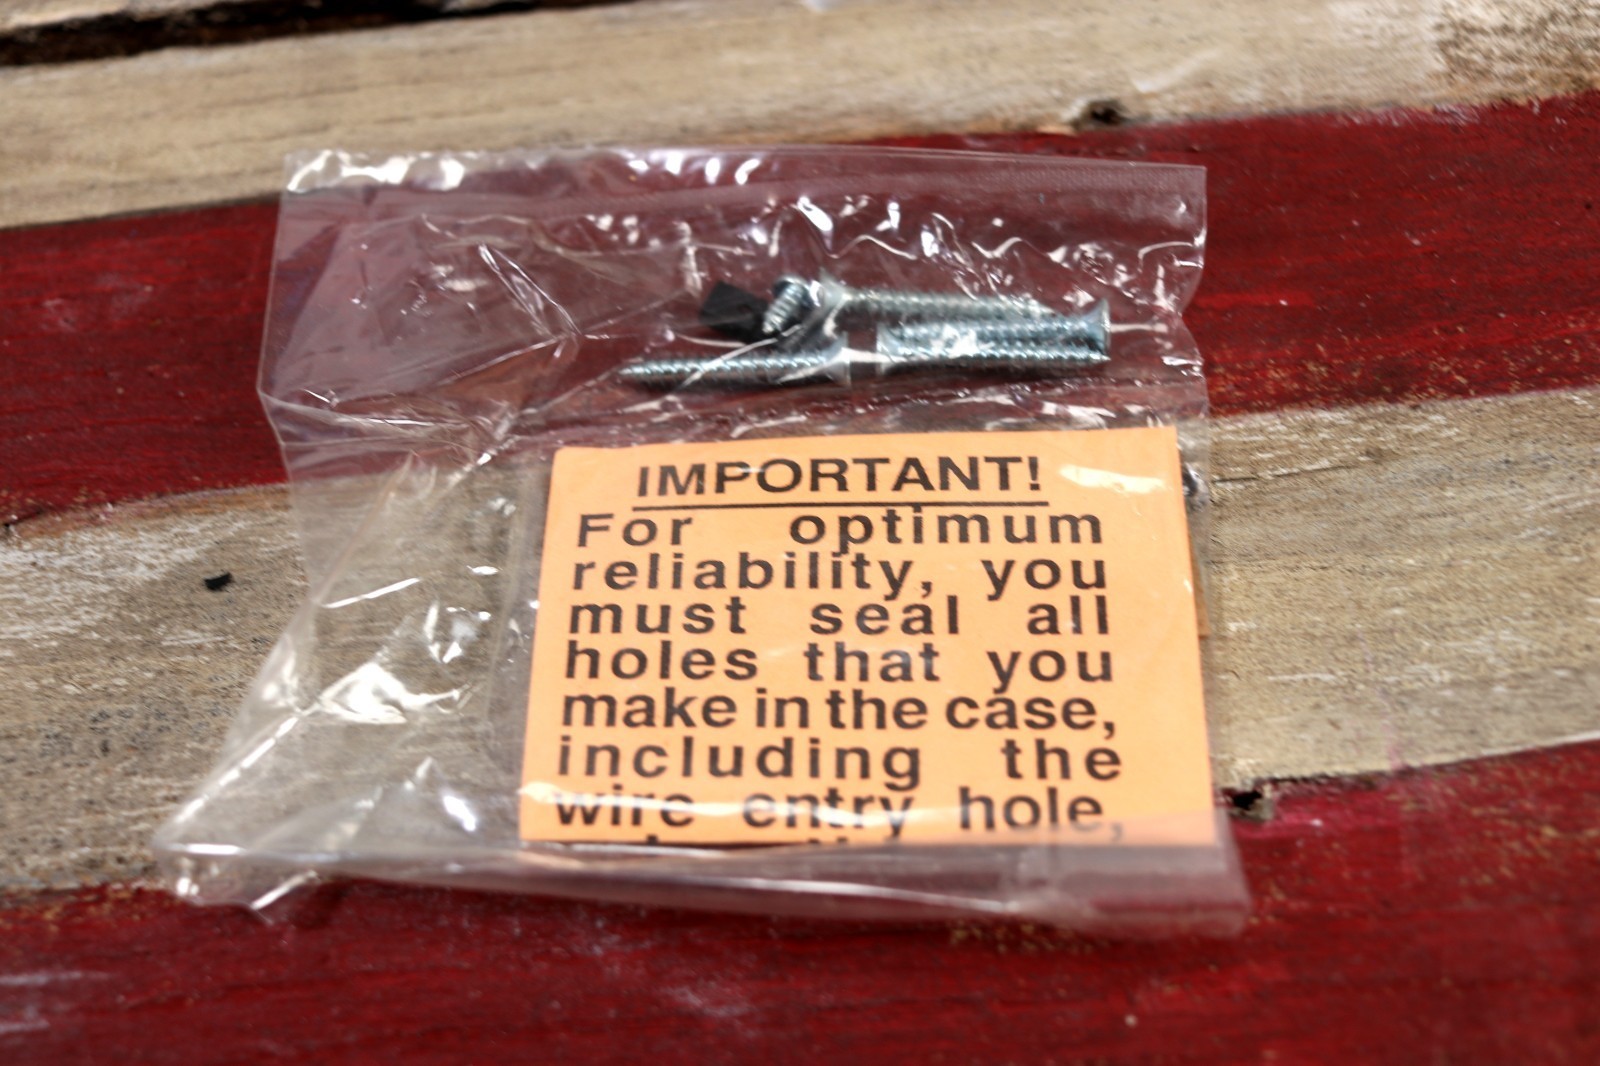 IMPORTANT!
For optimum
reliability, you
must seal all
holes that you
make in the case,
including the
wire entry hole,